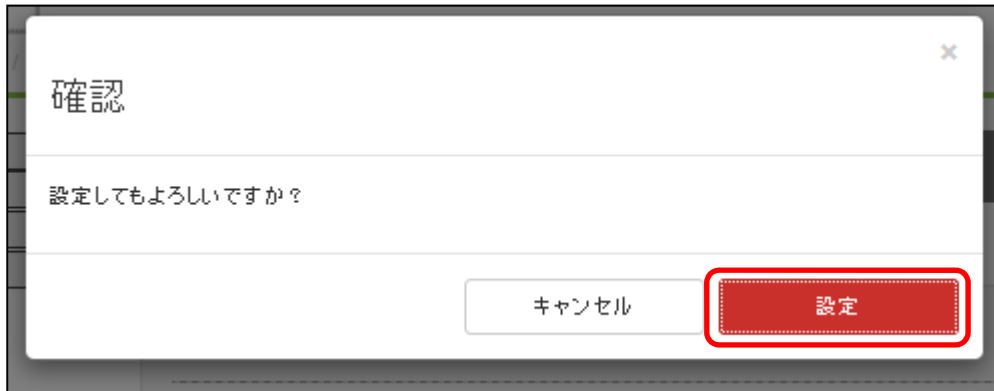 確認
設定してもよろしいですか？
キャンセル
設定